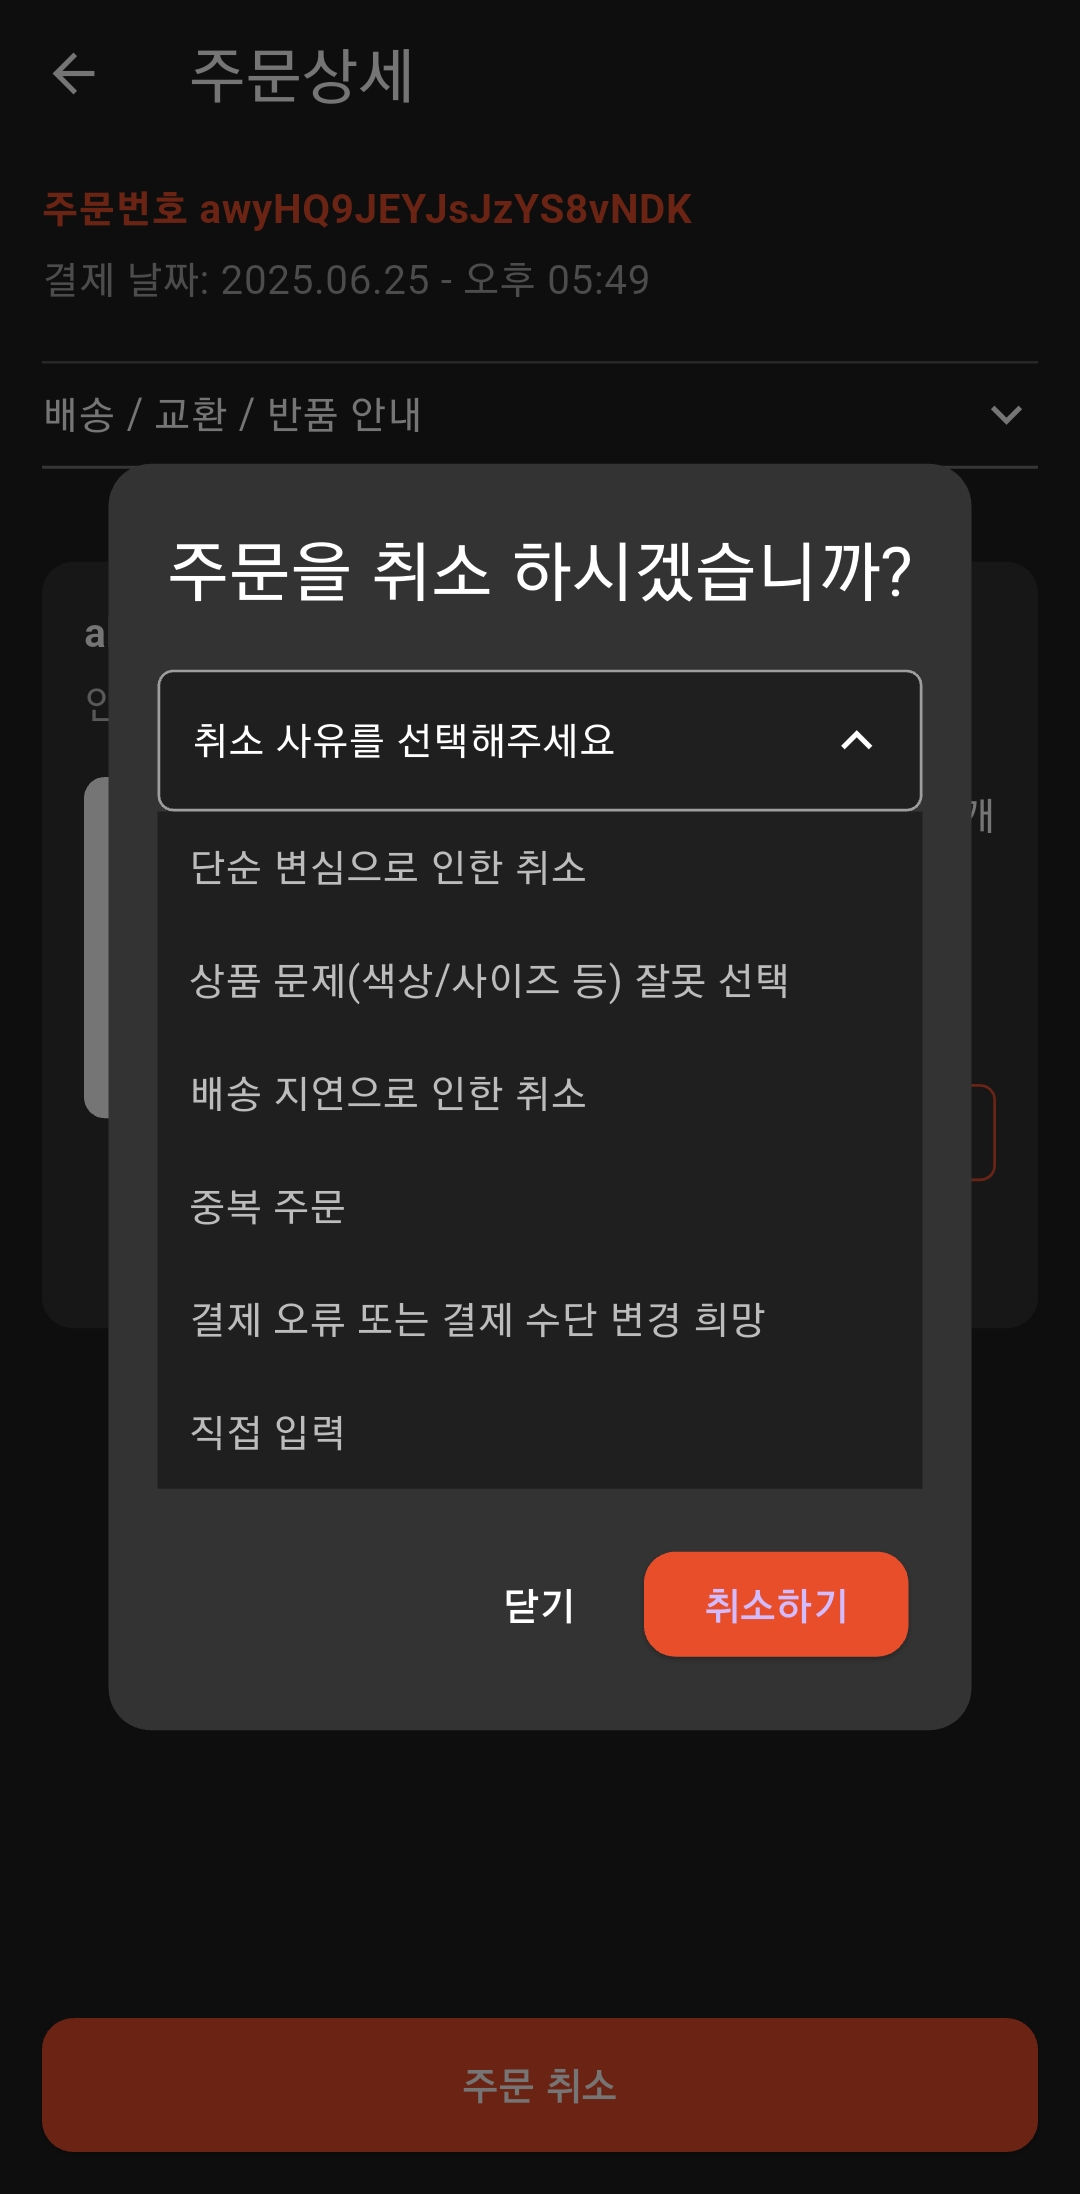 주문상세
주문번호 awyHQ9JEYJsJzYS8vNDK
결제 날짜: 2025.06.25 - 오후 05:49
배송 / 교환 / 반품 안내
주문을 취소 하시겠습니까?
취소 사유를 선택해주세요
개
단순 변심으로 인한 취소
상품 문제(색상/사이즈 등) 잘못 선택
배송 지연으로 인한 취소
중복 주문
결제 오류 또는 결제 수단 변경 희망
직접 입력
닫기
취소하기
주문 취소